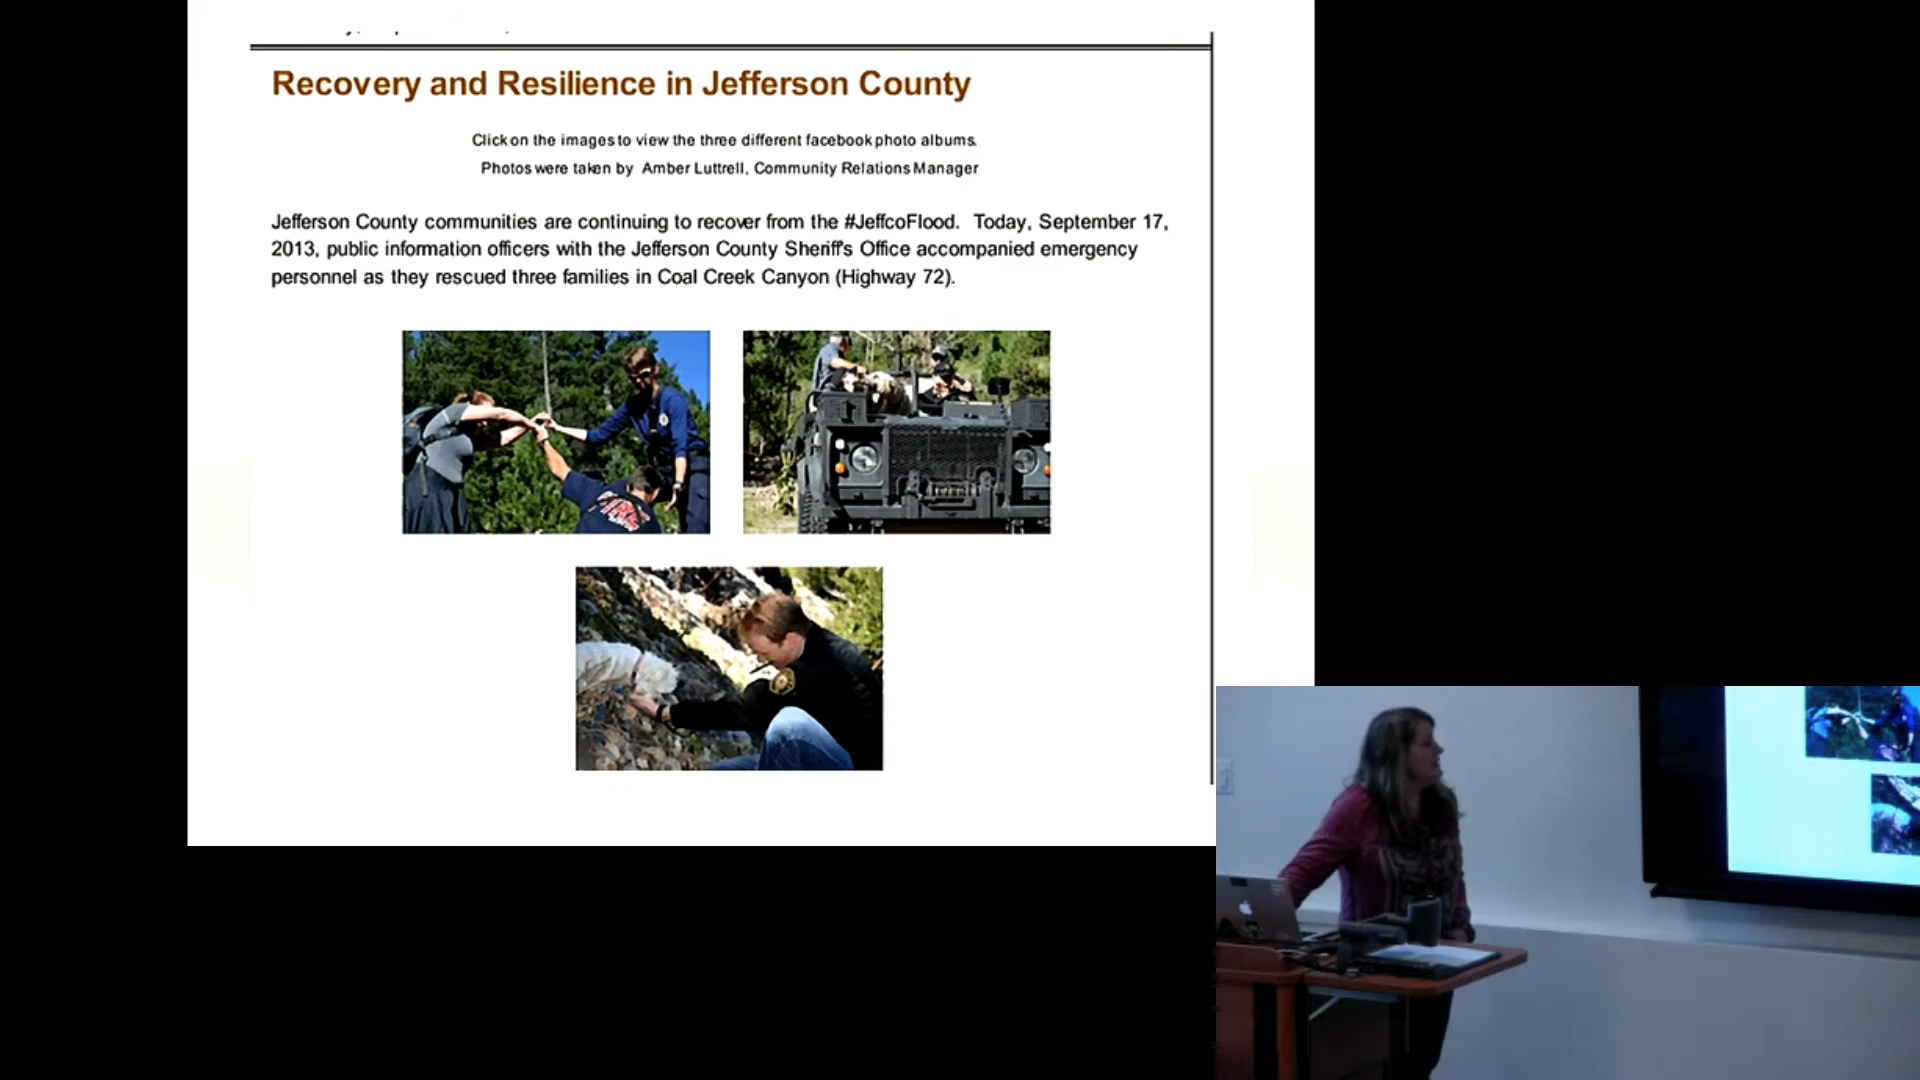 Recovery and Resilience in Jefferson County
Click on the images to view the three different facebook photo albums.
Photos were taken by Amber Luttrell, Community Relations Manager
Jefferson County communities are continuing to recover from the #JeffcoFlood. Today, September 17,
2013, public information officers with the Jefferson County Sheriff's Office accompanied emergency
personnel as they rescued three families in Coal Creek Canyon (Highway 72).